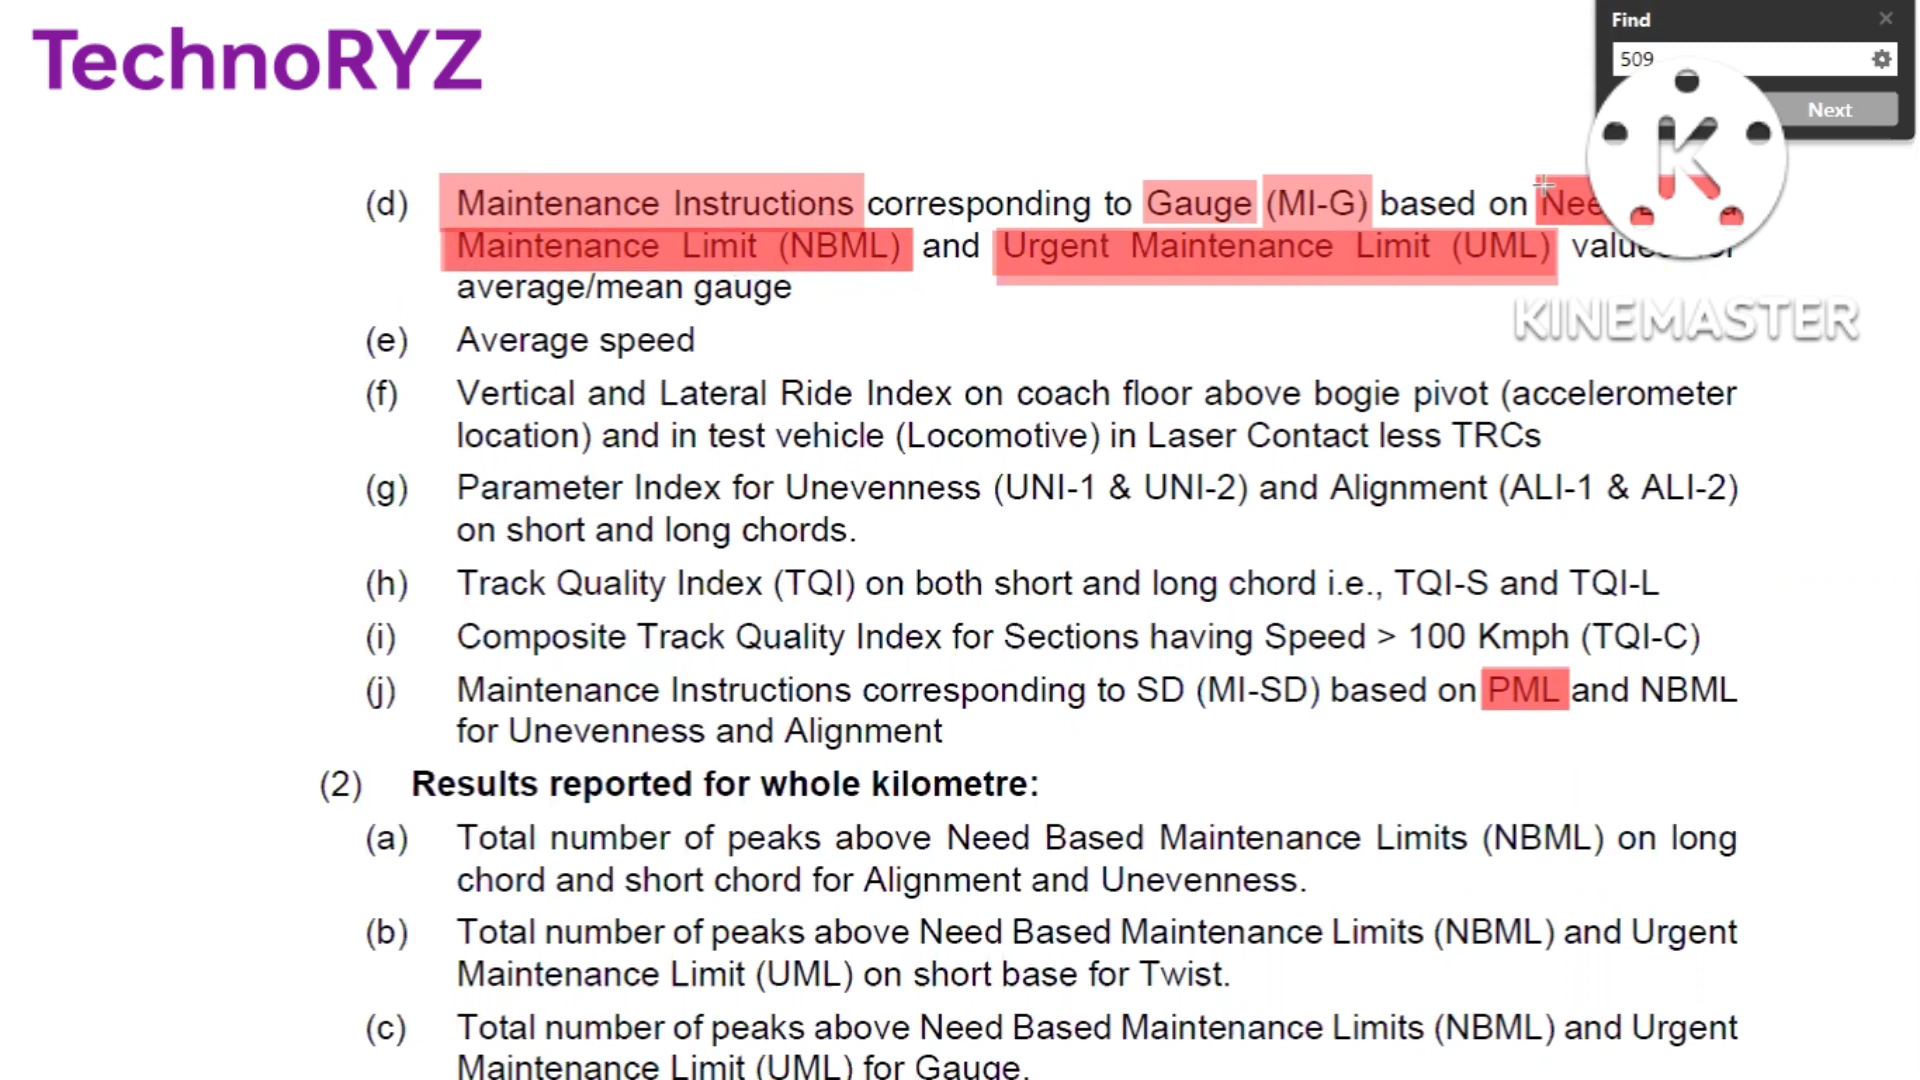 TechnoRYZ
Find
509
Next
K
KINEMASTER
(d) Maintenance Instructions corresponding to Gauge (MI-G) based on
Maintenance Limit (NBML) and Urgent Maintenance Limit (UML)
average/mean gauge
(e) Average speed
(f) Vertical and Lateral Ride Index on coach floor above bogie pivot (accelerometer
location) and in test vehicle (Locomotive) in Laser Contact less TRCs
(g) Parameter Index for Unevenness (UNI-1 & UNI-2) and Alignment (ALI-1 & ALI-2)
on short and long chords.
(h) Track Quality Index (TQI) on both short and long chord i.e., TQI-S and TQI-L
(i) Composite Track Quality Index for Sections having Speed > 100 Kmph (TQI-C)
(j) Maintenance Instructions corresponding to SD (MI-SD) based on PML and NBML
for Unevenness and Alignment
(2) Results reported for whole kilometre:
(a) Total number of peaks above Need Based Maintenance Limits (NBML) on long
chord and short chord for Alignment and Unevenness.
(b) Total number of peaks above Need Based Maintenance Limits (NBML) and Urgent
Maintenance Limit (UML) on short base for Twist.
(c) Total number of peaks above Need Based Maintenance Limits (NBML) and Urgent
Maintenance Limit (UML) for Gauge.